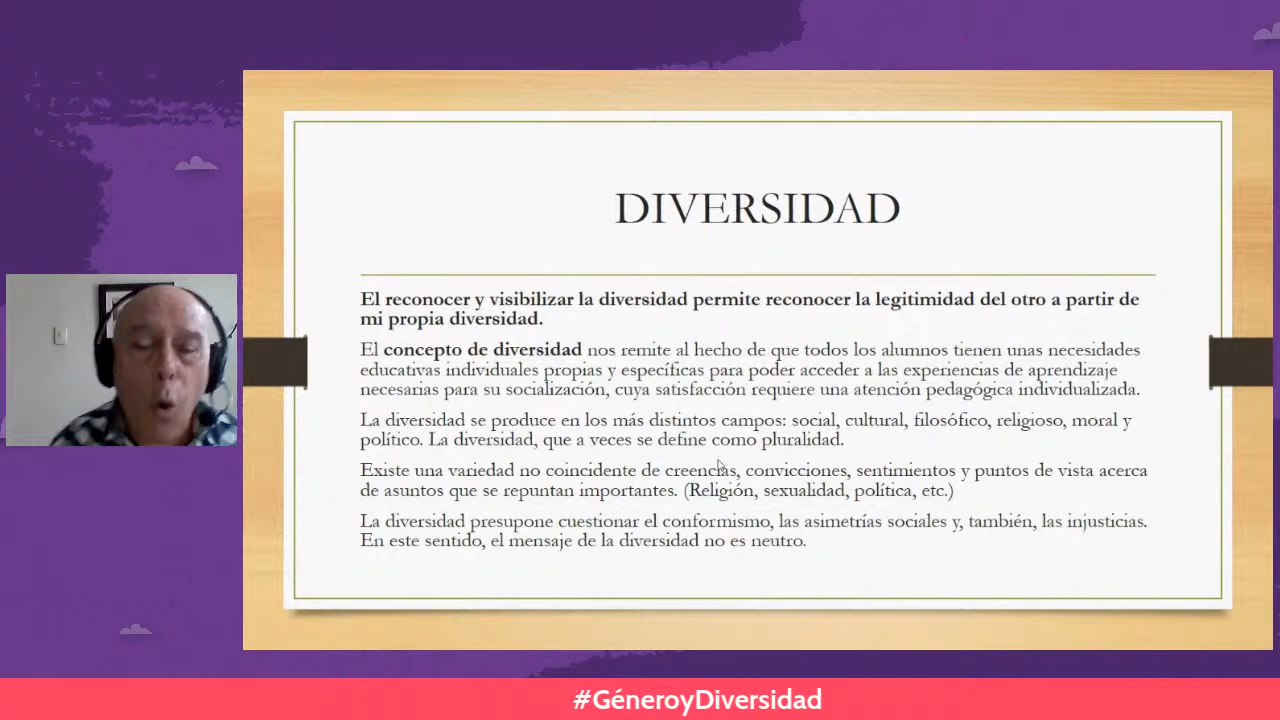 DIVERSIDAD
El reconocer y visibilizar la diversidad permite reconocer la legitimidad del otro a partir de
mi propia diversidad.
El concepto de diversidad nos remite al hecho de que todos los alumnos tienen unas necesidades
educativas individuales propias y específicas para poder acceder a las experiencias de aprendizaje
necesarias para su socialización, cuya satisfacción requiere una atención pedagógica individualizada.
La diversidad se produce en los más distintos campos: social, cultural, filosófico, religioso, moral y
político. La diversidad, que a veces se define como pluralidad.
Existe una variedad no coincidente de creencias, convicciones, sentimientos y puntos de vista acerca
de asuntos que se repuntan importantes. (Religión, sexualidad, política, etc.)
La diversidad presupone cuestionar el conformismo, las asimetrías sociales y, también, las injusticias.
En este sentido, el mensaje de la diversidad no es neutro.
#GéneroyDiversidad